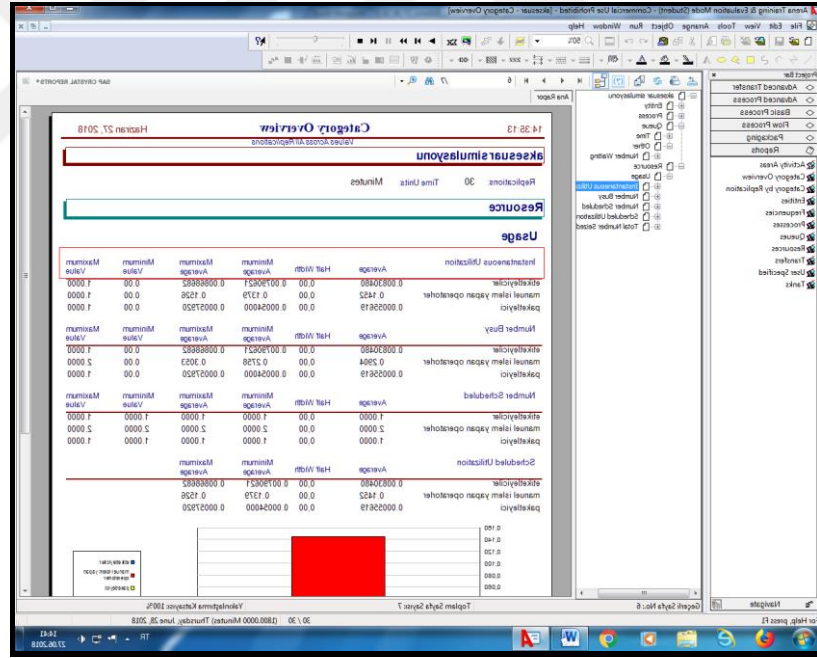 Arena Training & Evaluation Mode (Student) - Commercial Use Prohibited - [aksesuar - Category Overview]
File Edit View Tools Arrange Object Run Window Help
Project Bar
Advanced Transfer
Advanced Process
Basic Process
Flow Process
Packaging
Reports
Activity Areas
Category Overview
Category by Replication
Entities
Frequencies
Processes
Queues
Resources
Transfers
User Specified
Tanks
Navigate
aksesuar simulasyonu
Entity
Process
Queue
Time
Other
Number Waiting
Resource
Usage
Number Busy
Number Scheduled
Scheduled Utilization
Total Number Seized
6
SAP CRYSTAL REPORTS®
Ana Rapor
14:35:13 Category Overview Haziran 27, 2018
Values Across All Replications
aksesuar simulasyonu
Replications: 30 Time Units: Minutes
Resource
Usage
Instantaneous Utilization Average Half Width Minimum Average Maximum Average Minimum Value Maximum Value
etiketleyiciler 0.00830480 0,00 0.00790621 0.00868682 0.00 1.0000
manuel islem yapan operatorler 0.1452 0,00 0.1379 0.1526 0.00 1.0000
paketleyici 0.00055619 0,00 0.00054000 0.00057920 0.00 1.0000
Number Busy Average Half Width Minimum Average Maximum Average Minimum Value Maximum Value
etiketleyiciler 0.00830480 0,00 0.00790621 0.00868682 0.00 1.0000
manuel islem yapan operatorler 0.2904 0,00 0.2758 0.3053 0.00 2.0000
paketleyici 0.00055619 0,00 0.00054000 0.00057920 0.00 1.0000
Number Scheduled Average Half Width Minimum Average Maximum Average Minimum Value Maximum Value
etiketleyiciler 1.0000 0,00 1.0000 1.0000 1.0000 1.0000
manuel islem yapan operatorler 2.0000 0,00 2.0000 2.0000 2.0000 2.0000
paketleyici 1.0000 0,00 1.0000 1.0000 1.0000 1.0000
Scheduled Utilization Average Half Width Minimum Average Maximum Average
etiketleyiciler 0.00830480 0,00 0.00790621 0.00868682
manuel islem yapan operatorler 0.1452 0,00 0.1379 0.1526
paketleyici 0.00055619 0,00 0.00054000 0.00057920
0,160
0,140
0,120
0,100
0,080
0,060
etiketleyiciler
manuel islem yapan operatorler
paketleyici
Geçerli Sayfa No.: 6 Toplam Sayfa Sayısı: 7 Yakınlaştırma Katsayısı: 100%
For Help, press F1 30 / 30 (1880.0000 Minutes) Thursday, June 28, 2018
TR
14:41
27.06.2018